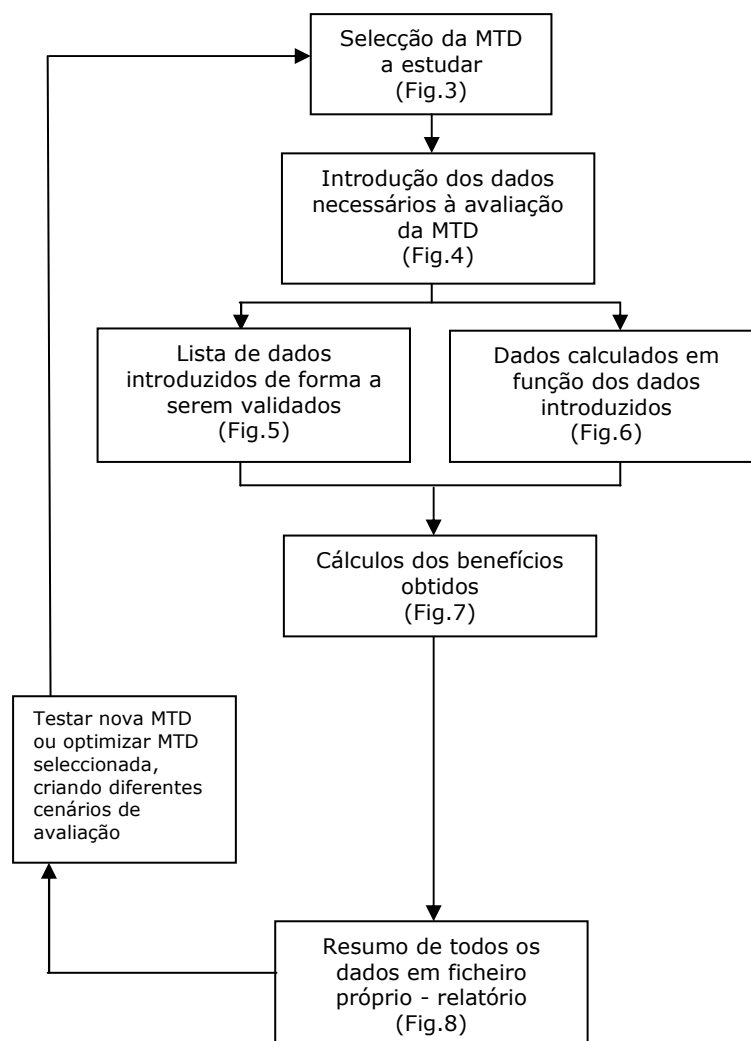 Selecção da MTD
a estudar
(Fig.3)
Introdução dos dados
necessários à avaliação
da MTD
(Fig.4)
Lista de dados
introduzidos de forma a
serem validados
(Fig.5)
Dados calculados em
função dos dados
introduzidos
(Fig.6)
Cálculos dos benefícios
obtidos
(Fig.7)
Testar nova MTD
ou optimizar MTD
seleccionada,
criando diferentes
cenários de
avaliação
Resumo de todos os
dados em ficheiro
próprio - relatório
(Fig.8)